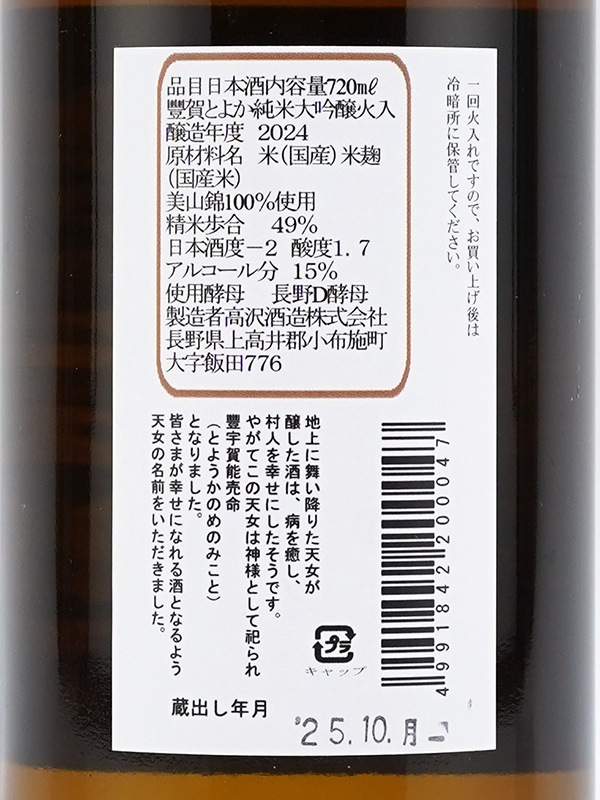 品目日本酒内容量720mℓ
豐賀とよか純米大吟醸火入
醸造年度 2024
原材料名 米(国産)米麹
(国産米)
美山錦100%使用
精米歩合 49%
日本酒度－2 酸度1.7
アルコール分 15%
使用酵母 長野D酵母
製造者高沢酒造株式会社
長野県上高井郡小布施町
大字飯田776
一回火入れですので、お買い上げ後は
冷暗所に保管してください。
地上に舞い降りた天女が
醸した酒は、病を癒し、
村人を幸せにしたそうです。
やがてこの天女は神様として祀られ
豐宇賀能売命
(とようかのめのみこと)
となりました。
皆さまが幸せになれる酒となるよう
天女の名前をいただきました。
4991842200047
プラ
キャップ
蔵出し年月
'25.10.月